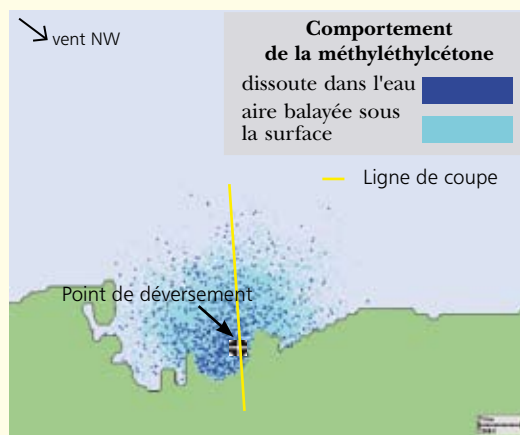 vent NW
Comportement
de la méthyléthylcétone
dissoute dans l'eau
aire balayée sous
la surface
Ligne de coupe
Point de déversement